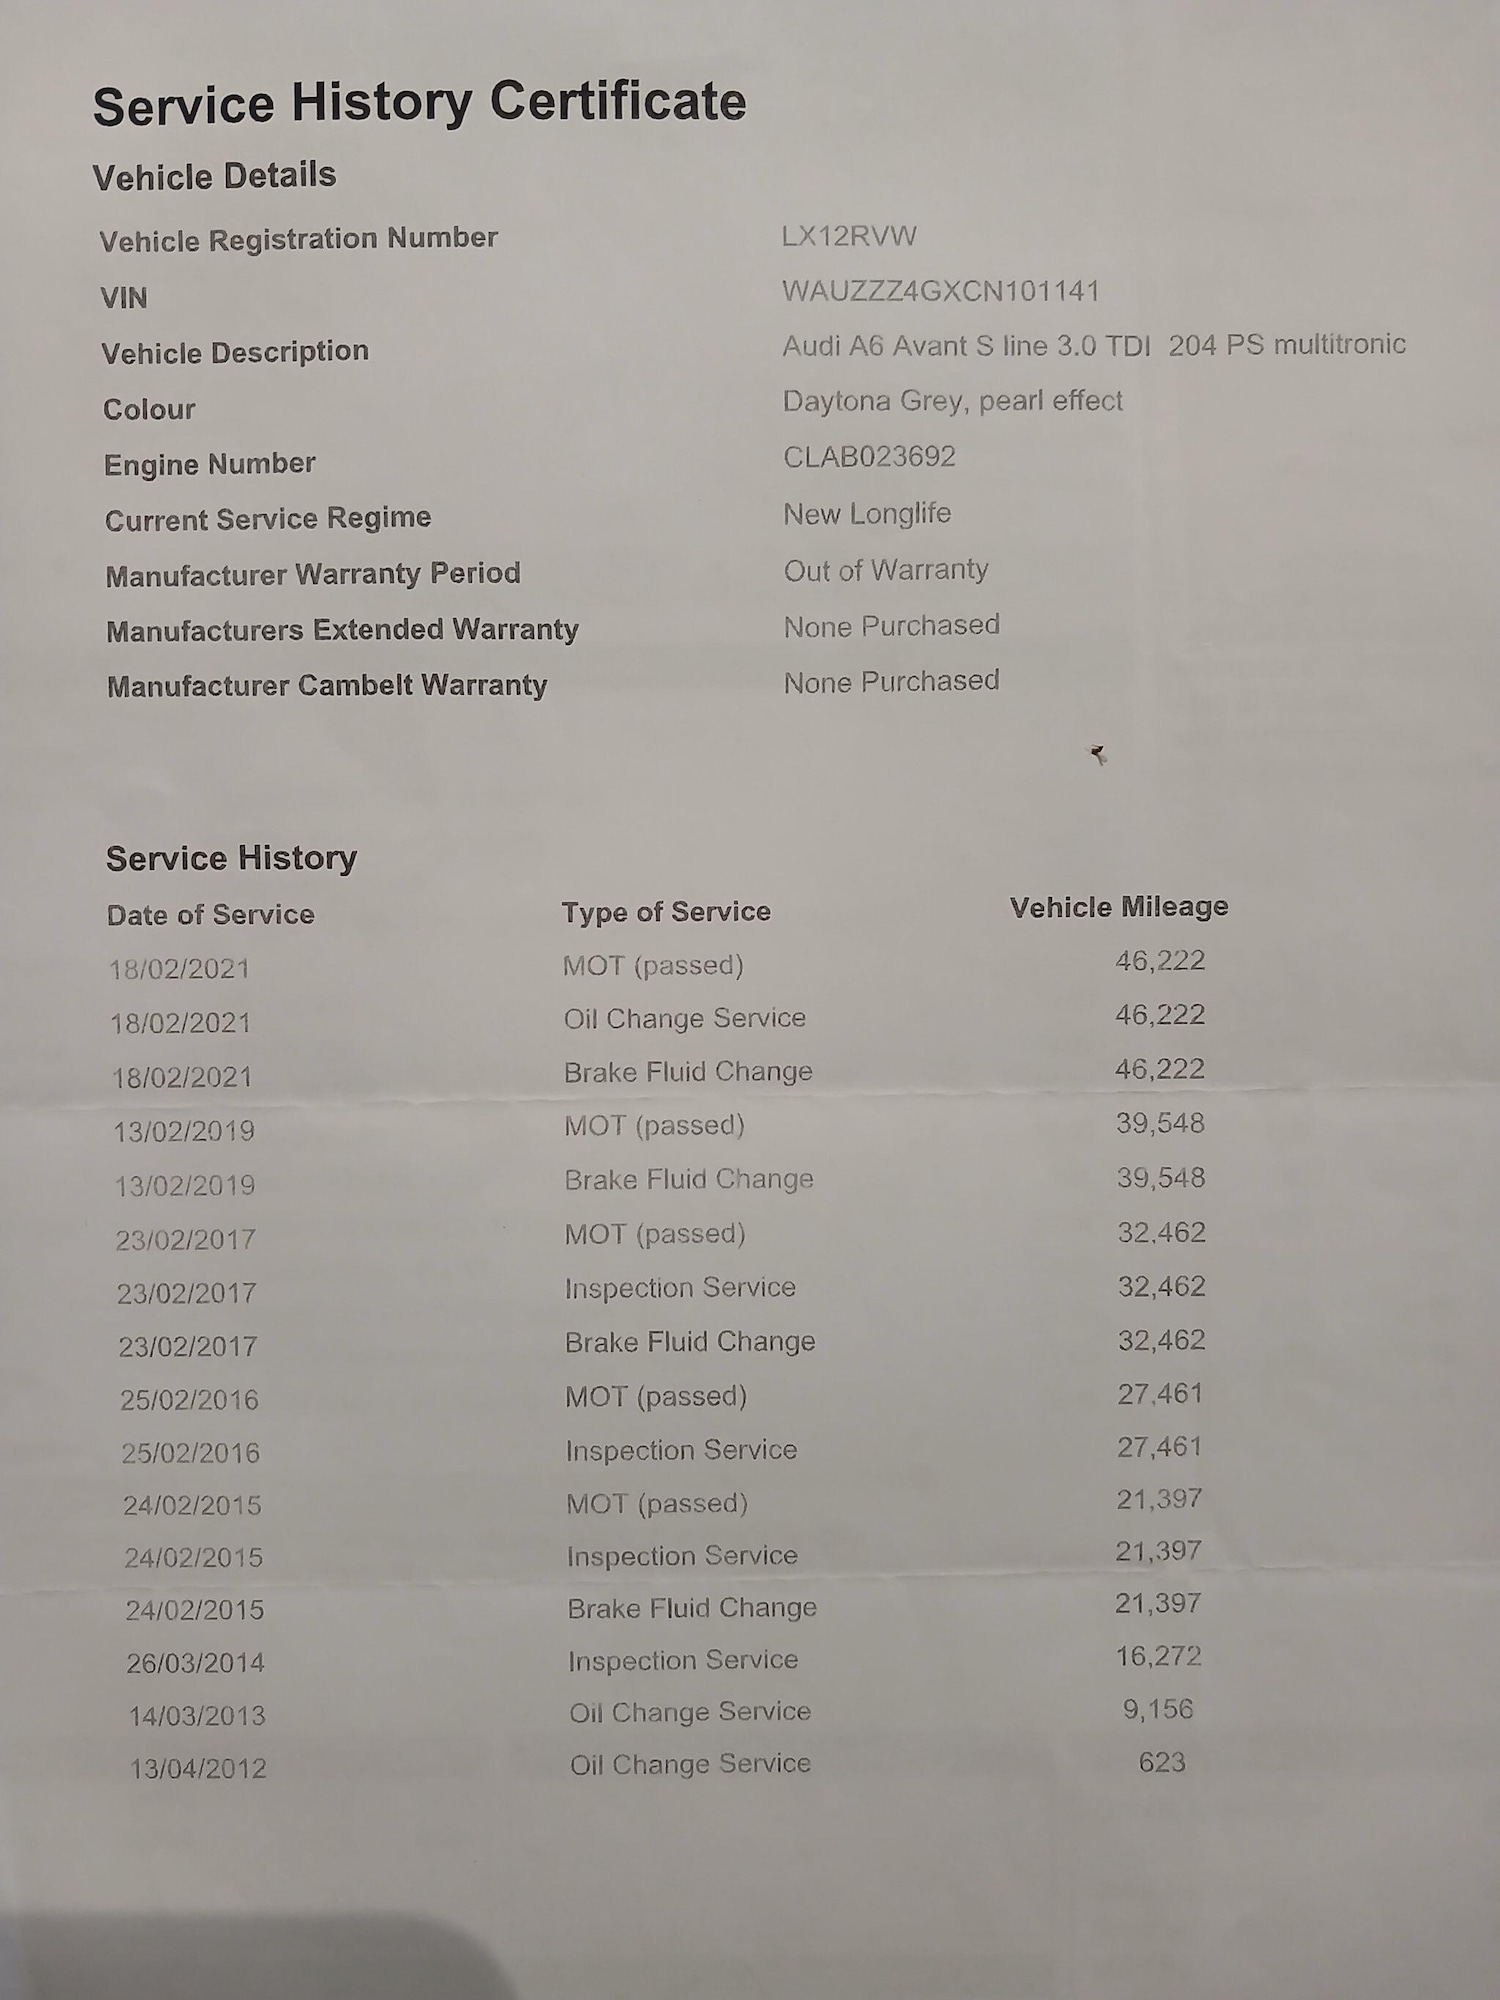 Service History Certificate
Vehicle Details
Vehicle Registration Number LX12RVW
VIN WAUZZZ4GXCN101141
Vehicle Description Audi A6 Avant S line 3.0 TDI 204 PS multitronic
Colour Daytona Grey, pearl effect
Engine Number CLAB023692
Current Service Regime New Longlife
Manufacturer Warranty Period Out of Warranty
Manufacturers Extended Warranty None Purchased
Manufacturer Cambelt Warranty None Purchased
Service History
Date of Service Type of Service Vehicle Mileage
18/02/2021 MOT (passed) 46,222
18/02/2021 Oil Change Service 46,222
18/02/2021 Brake Fluid Change 46,222
13/02/2019 MOT (passed) 39,548
13/02/2019 Brake Fluid Change 39,548
23/02/2017 MOT (passed) 32,462
23/02/2017 Inspection Service 32,462
23/02/2017 Brake Fluid Change 32,462
25/02/2016 MOT (passed) 27,461
25/02/2016 Inspection Service 27,461
24/02/2015 MOT (passed) 21,397
24/02/2015 Inspection Service 21,397
24/02/2015 Brake Fluid Change 21,397
26/03/2014 Inspection Service 16,272
14/03/2013 Oil Change Service 9,156
13/04/2012 Oil Change Service 623